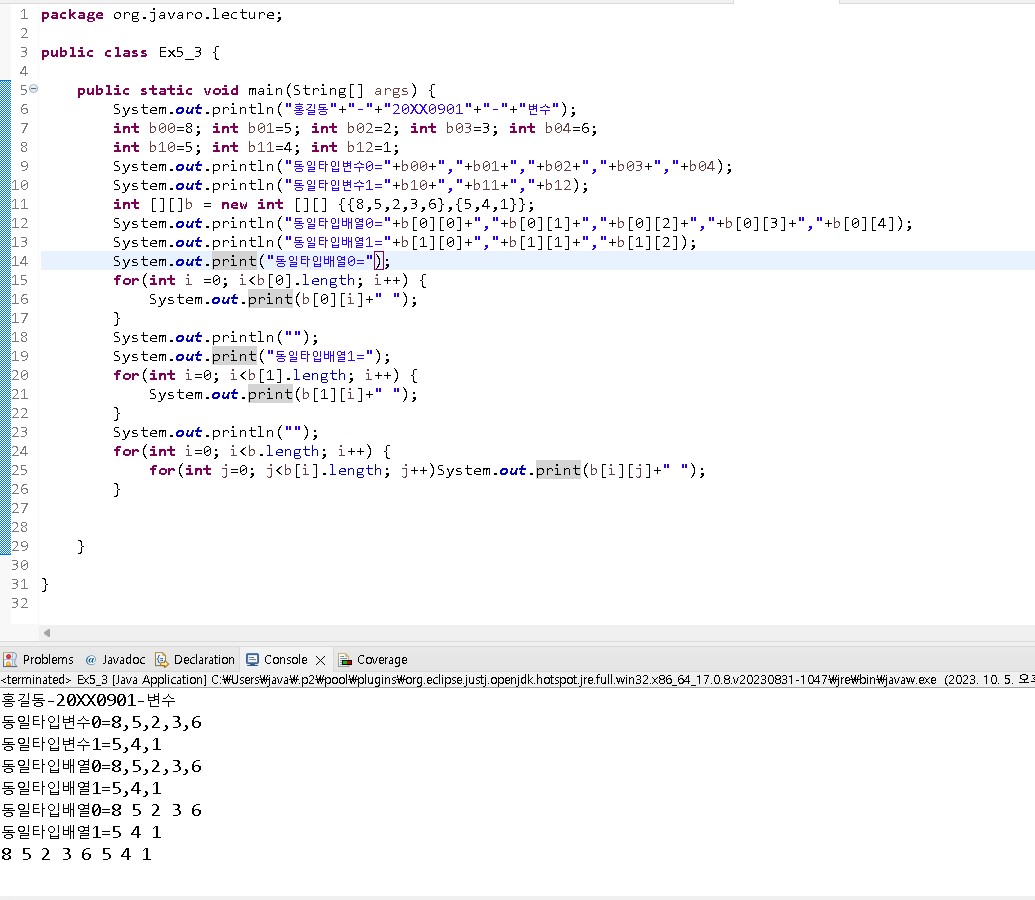 1 package org.javaro.lecture;
2
3 public class Ex5_3 {
4
5 public static void main(String[] args) {
6 System.out.println("홍길동"+"-"+"20XX0901"+"-"+"변수");
7 int b00=8; int b01=5; int b02=2; int b03=3; int b04=6;
8 int b10=5; int b11=4; int b12=1;
9 System.out.println("동일타입변수0="+b00+","+b01+","+b02+","+b03+","+b04);
10 System.out.println("동일타입변수1="+b10+","+b11+","+b12);
11 int [][]b = new int [][] {{8,5,2,3,6},{5,4,1}};
12 System.out.println("동일타입배열0="+b[0][0]+","+b[0][1]+","+b[0][2]+","+b[0][3]+","+b[0][4]);
13 System.out.println("동일타입배열1="+b[1][0]+","+b[1][1]+","+b[1][2]);
14 System.out.print("동일타입배열0=");
15 for(int i =0; i<b[0].length; i++) {
16 System.out.print(b[0][i]+" ");
17 }
18 System.out.println("");
19 System.out.print("동일타입배열1=");
20 for(int i=0; i<b[1].length; i++) {
21 System.out.print(b[1][i]+" ");
22 }
23 System.out.println("");
24 for(int i=0; i<b.length; i++) {
25 for(int j=0; j<b[i].length; j++)System.out.print(b[i][j]+" ");
26 }
27
28
29 }
30
31 }
32
Problems @ Javadoc Declaration Console Coverage
<terminated> Ex5_3 [Java Application] C:₩Users₩java₩.p2₩pool₩plugins₩org.eclipse.justj.openjdk.hotspot.jre.full.win32.x86_64_17.0.8.v20230831-1047₩jre₩bin₩javaw.exe (2023. 10. 5.
홍길동-20XX0901-변수
동일타입변수0=8,5,2,3,6
동일타입변수1=5,4,1
동일타입배열0=8,5,2,3,6
동일타입배열1=5,4,1
동일타입배열0=8 5 2 3 6
동일타입배열1=5 4 1
8 5 2 3 6 5 4 1